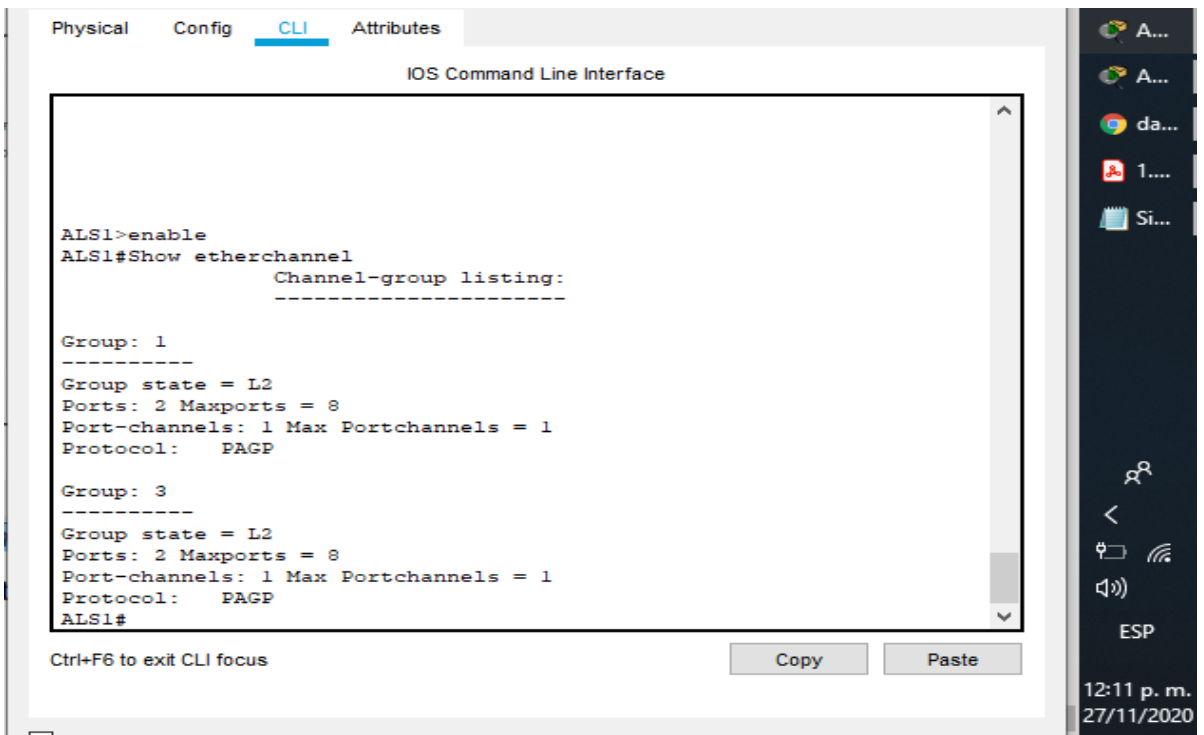 Physical Config CLI Attributes
IOS Command Line Interface
ALS1>enable
ALS1#Show etherchannel
Channel-group listing:
----------------------
Group: 1
----------
Group state = L2
Ports: 2 Maxports = 8
Port-channels: 1 Max Portchannels = 1
Protocol: PAGP
Group: 3
----------
Group state = L2
Ports: 2 Maxports = 8
Port-channels: 1 Max Portchannels = 1
Protocol: PAGP
ALS1#
Ctrl+F6 to exit CLI focus
Copy Paste
A...
A...
da...
1....
Si...
ESP
12:11 p. m.
27/11/2020